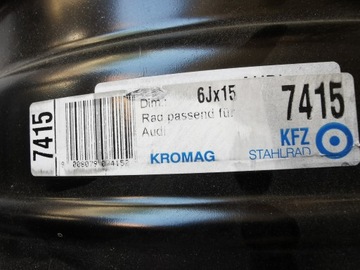 7415
Dim.: 6Jx15
Rad passend für
Audi
KROMAG
7415
KFZ
STAHLRAD